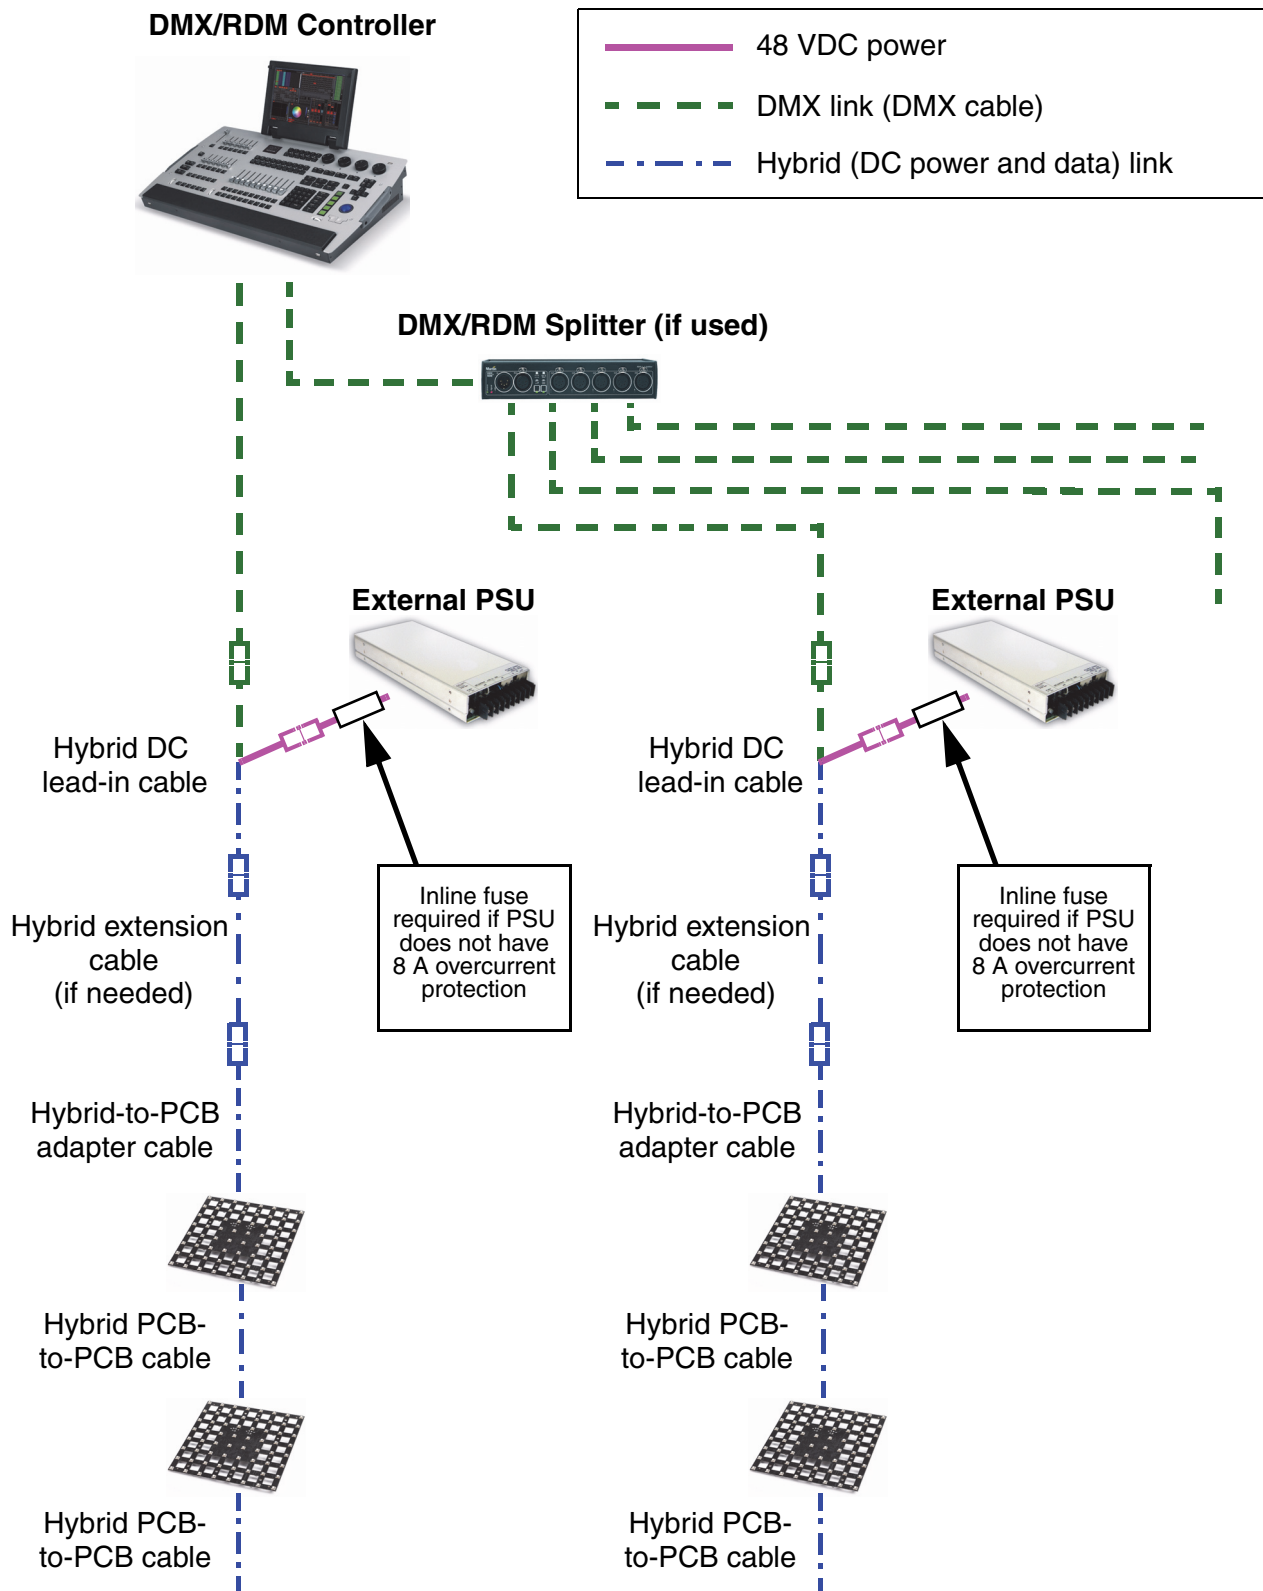 DMX/RDM Controller
48 VDC power
DMX link (DMX cable)
Hybrid (DC power and data) link
DMX/RDM Splitter (if used)
External PSU
External PSU
Hybrid DC
lead-in cable
Hybrid DC
lead-in cable
Inline fuse
required if PSU
does not have
8 A overcurrent
protection
Inline fuse
required if PSU
does not have
8 A overcurrent
protection
Hybrid extension
cable
(if needed)
Hybrid extension
cable
(if needed)
Hybrid-to-PCB
adapter cable
Hybrid-to-PCB
adapter cable
Hybrid PCB-
to-PCB cable
Hybrid PCB-
to-PCB cable
Hybrid PCB-
to-PCB cable
Hybrid PCB-
to-PCB cable